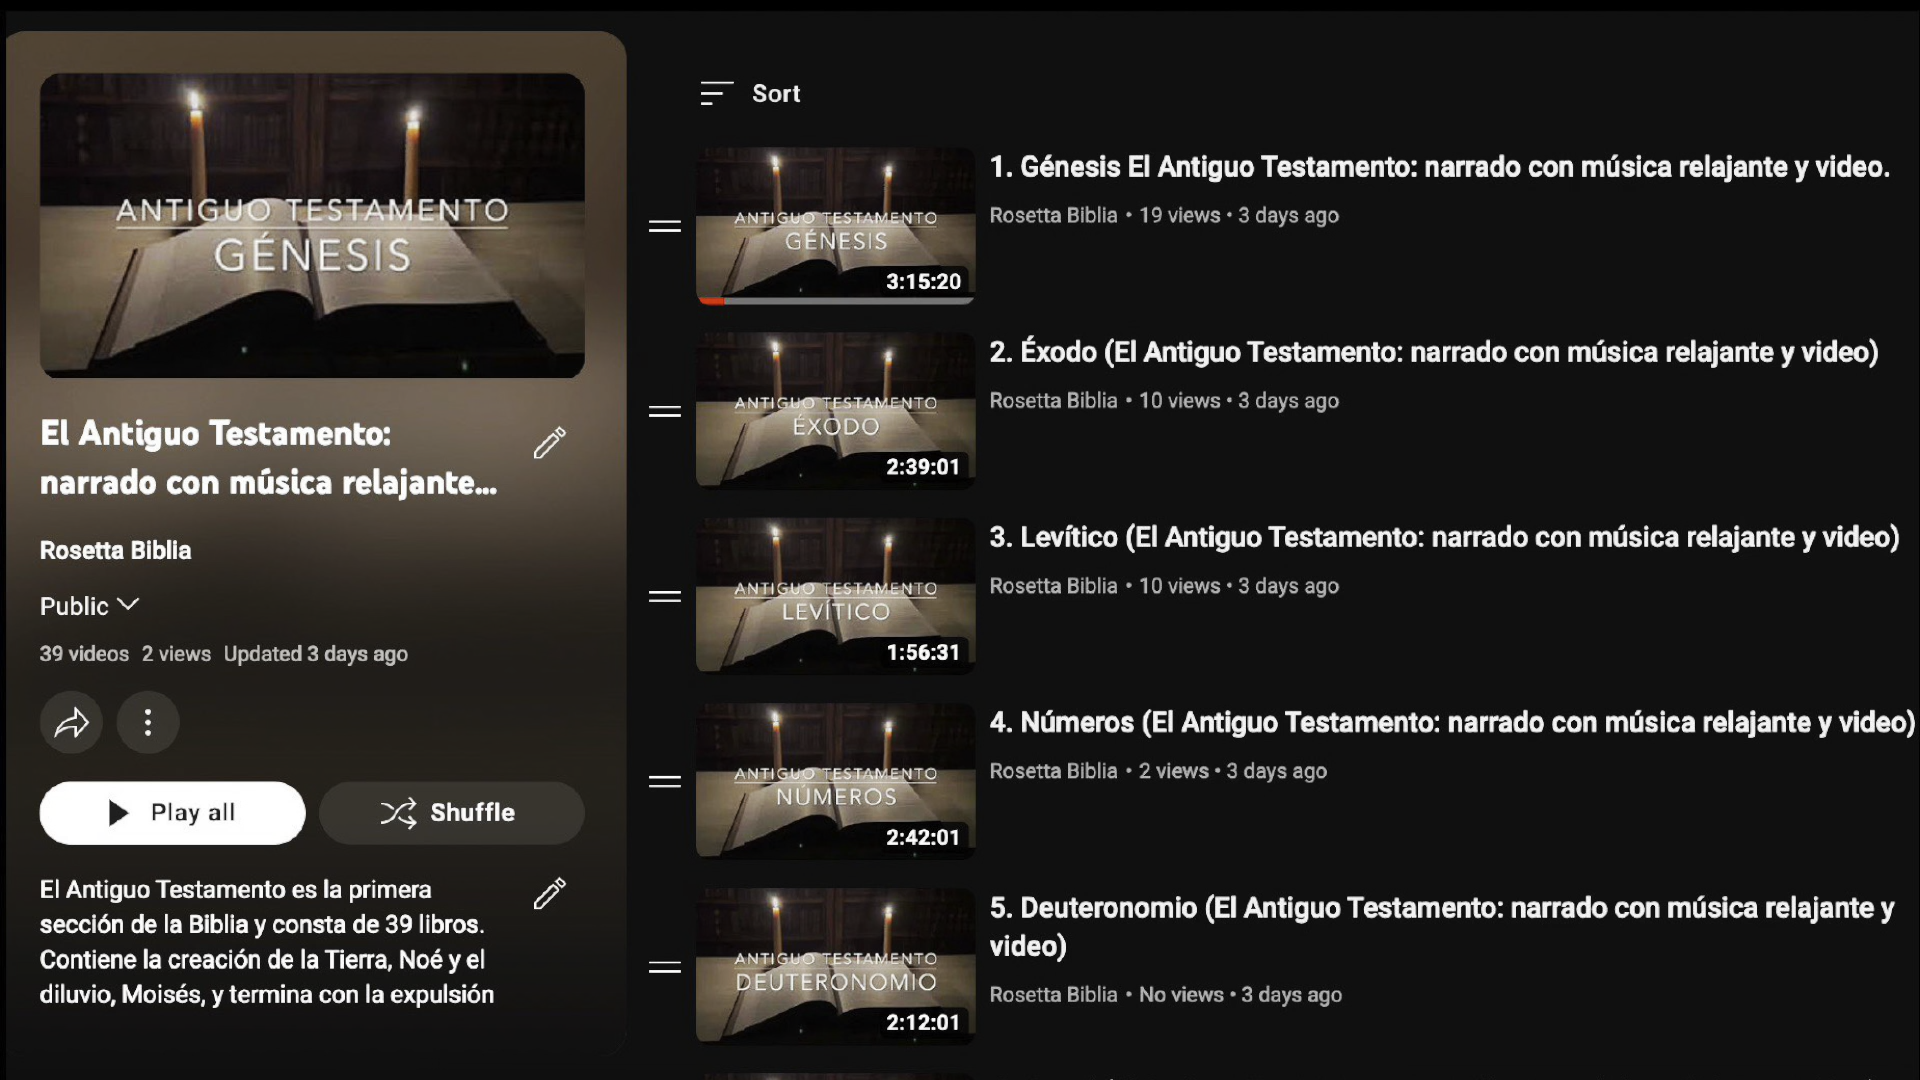 ANTIGUO TESTAMENTO
GÉNESIS
El Antiguo Testamento:
narrado con música relajante...
Rosetta Biblia
Public
39 videos 2 views Updated 3 days ago
Play all
Shuffle
El Antiguo Testamento es la primera
sección de la Biblia y consta de 39 libros.
Contiene la creación de la Tierra, Noé y el
diluvio, Moisés, y termina con la expulsión
Sort
ANTIGUO TESTAMENTO
GÉNESIS
3:15:20
1. Génesis El Antiguo Testamento: narrado con música relajante y video.
Rosetta Biblia • 19 views • 3 days ago
ANTIGUO TESTAMENTO
ÉXODO
2:39:01
2. Éxodo (El Antiguo Testamento: narrado con música relajante y video)
Rosetta Biblia • 10 views • 3 days ago
ANTIGUO TESTAMENTO
LEVÍTICO
1:56:31
3. Levítico (El Antiguo Testamento: narrado con música relajante y video)
Rosetta Biblia • 10 views • 3 days ago
ANTIGUO TESTAMENTO
NÚMEROS
2:42:01
4. Números (El Antiguo Testamento: narrado con música relajante y video)
Rosetta Biblia • 2 views • 3 days ago
ANTIGUO TESTAMENTO
DEUTERONOMIO
2:12:01
5. Deuteronomio (El Antiguo Testamento: narrado con música relajante y
video)
Rosetta Biblia • No views • 3 days ago